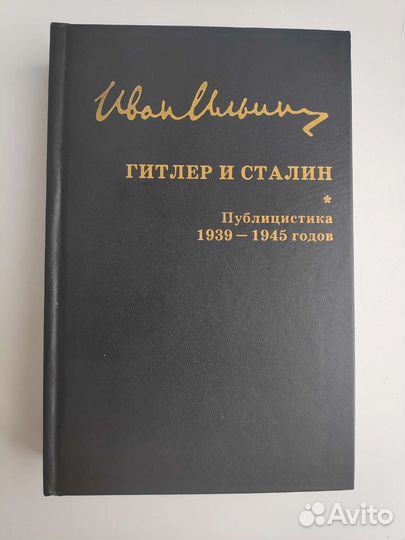 Иван Ильин
ГИТЛЕР И СТАЛИН
*
Публицистика
1939 — 1945 годов
Avito